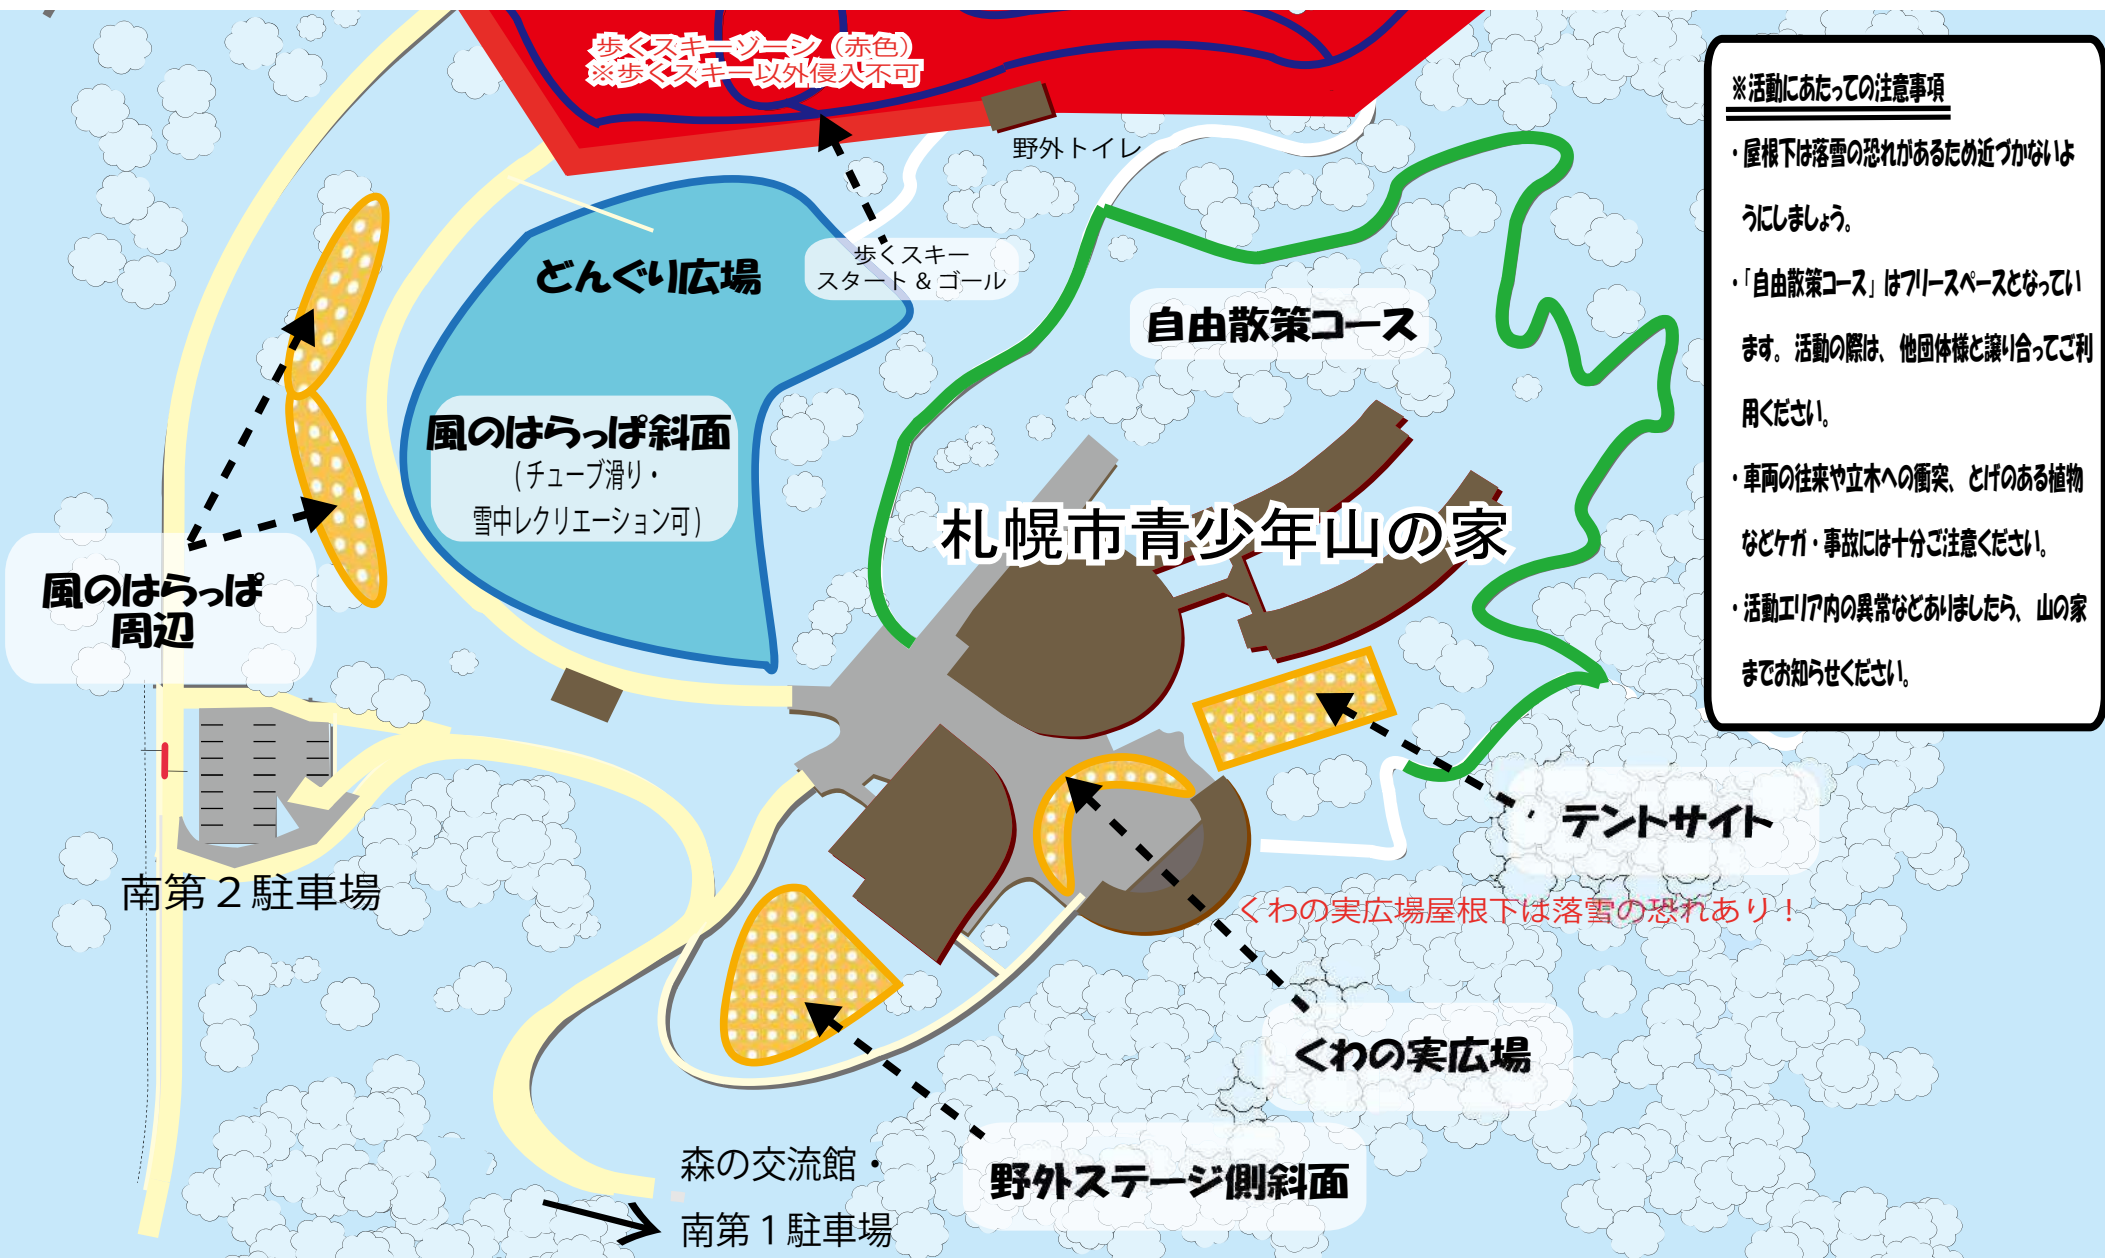 歩くスキーゾーン（赤色）
※歩くスキー以外侵入不可
野外トイレ
歩くスキー
スタート & ゴール
どんぐり広場
自由散策コース
風のはらっぱ斜面
(チューブ滑り・
雪中レクリエーション可)
札幌市青少年山の家
風のはらっぱ
周辺
南第２駐車場
テントサイト
くわの実広場屋根下は落雪の恐れあり！
くわの実広場
野外ステージ側斜面
森の交流館・
南第１駐車場
※活動にあたっての注意事項
・屋根下は落雪の恐れがあるため近づかないよ
うにしましょう。
・「自由散策コース」はフリースペースとなってい
ます。活動の際は、他団体様と譲り合ってご利
用ください。
・車両の往来や立木への衝突、とげのある植物
などケガ・事故には十分ご注意ください。
・活動エリア内の異常などありましたら、山の家
までお知らせください。